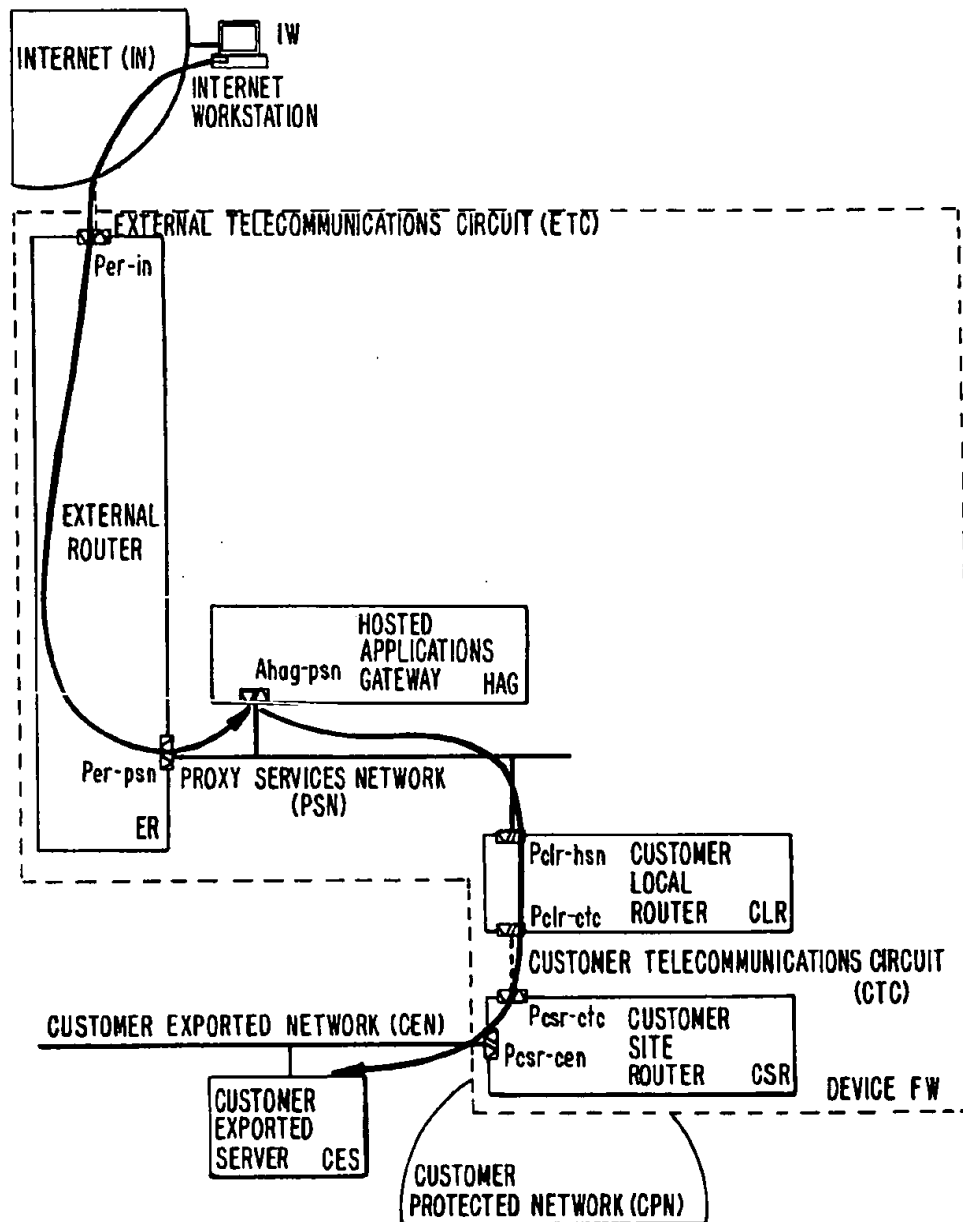 IW
INTERNET (IN)
INTERNET
WORKSTATION
EXTERNAL TELECOMMUNICATIONS CIRCUIT (ETC)
Per-in
EXTERNAL
ROUTER
HOSTED
APPLICATIONS
GATEWAY HAG
Ahag-psn
Per-psn
PROXY SERVICES NETWORK
(PSN)
ER
Pclr-hsn
CUSTOMER
LOCAL
ROUTER CLR
Pclr-ctc
CUSTOMER TELECOMMUNICATIONS CIRCUIT
(CTC)
CUSTOMER EXPORTED NETWORK (CEN)
Pcsr-ctc
CUSTOMER
SITE
ROUTER CSR
Pcsr-cen
DEVICE FW
CUSTOMER
EXPORTED
SERVER CES
CUSTOMER
PROTECTED NETWORK (CPN)